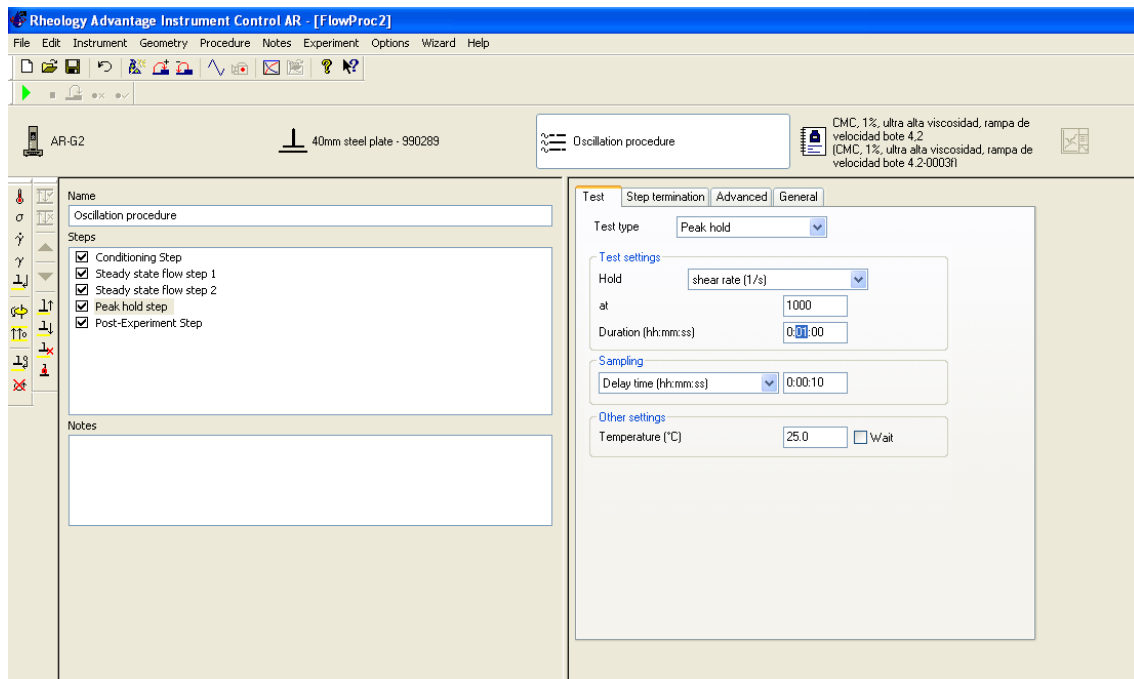 Rheology Advantage Instrument Control AR - [FlowProc2]
File Edit Instrument Geometry Procedure Notes Experiment Options Wizard Help
AR-G2
40mm steel plate - 990289
Oscillation procedure
CMC, 1%, ultra alta viscosidad, rampa de
velocidad bote 4,2
(CMC, 1%, ultra alta viscosidad, rampa de
velocidad bote 4.2-0003f)
Name
Oscillation procedure
Steps
Conditioning Step
Steady state flow step 1
Steady state flow step 2
Peak hold step
Post-Experiment Step
Notes
Test Step termination Advanced General
Test type Peak hold
Test settings
Hold shear rate (1/s)
at 1000
Duration (hh:mm:ss) 0:01:00
Sampling
Delay time (hh:mm:ss) 0:00:10
Other settings
Temperature (°C) 25.0 Wait